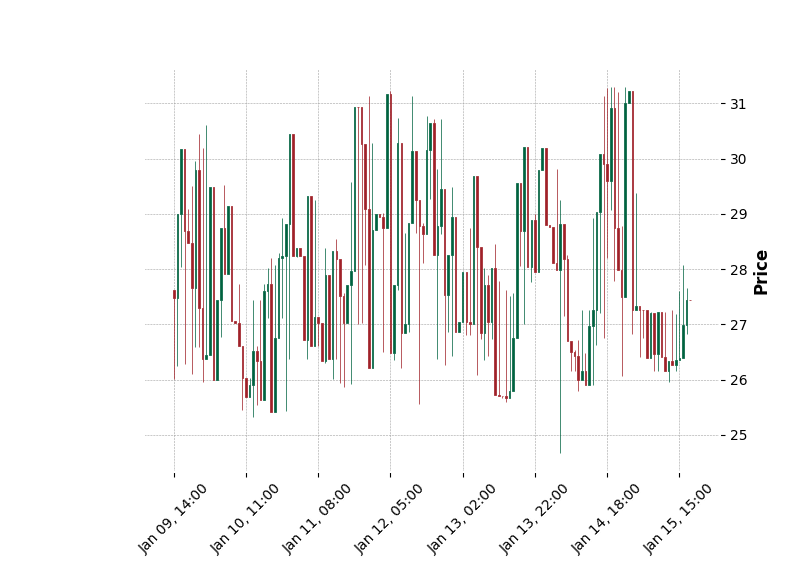 31
30
29
28
27
26
25
Price
Jan 09, 14:00
Jan 10, 11:00
Jan 11, 08:00
Jan 12, 05:00
Jan 13, 02:00
Jan 13, 22:00
Jan 14, 18:00
Jan 15, 15:00